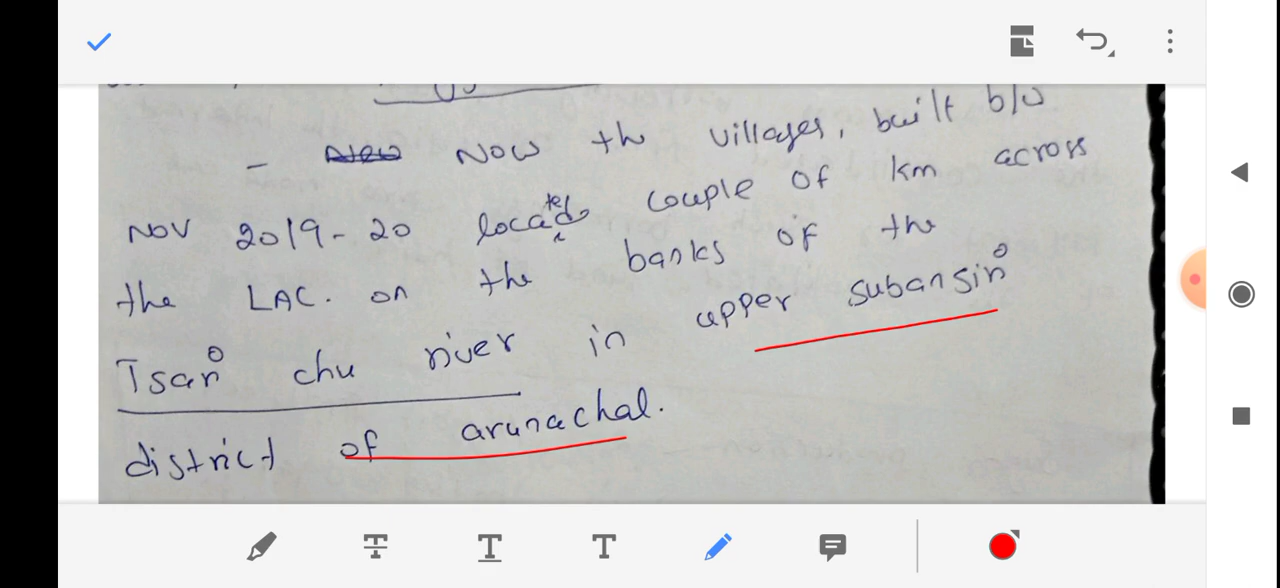 - Now the villages, built b/w
Nov 2019-20 located couple of km across
the LAC. on the banks of the
Tsari chu river in upper subansiri
district of arunachal.